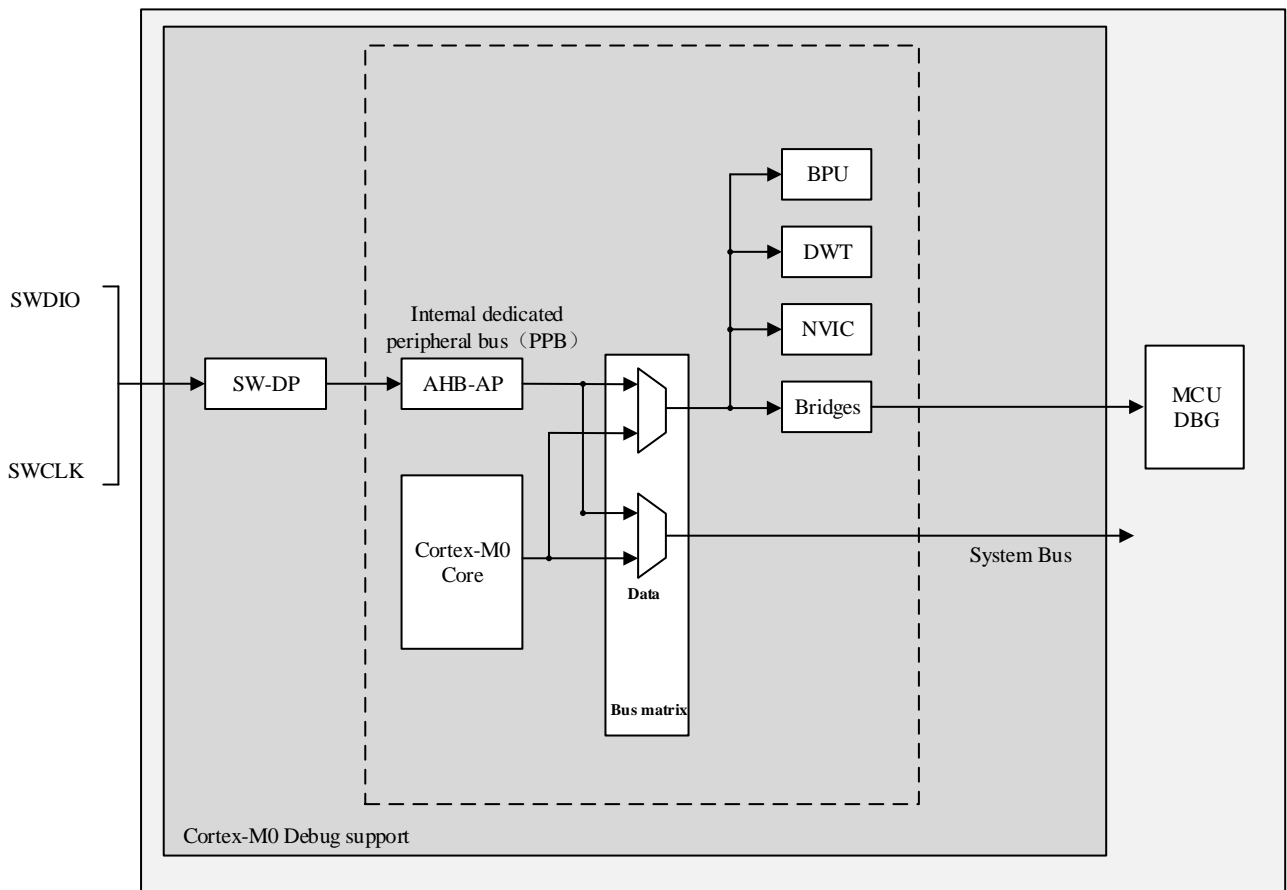 BPU
DWT
SWDIO
Internal dedicated
peripheral bus（PPB）
NVIC
SW-DP
AHB-AP
Bridges
MCU
DBG
SWCLK
Cortex-M0
Core
System Bus
Data
Bus matrix
Cortex-M0 Debug support